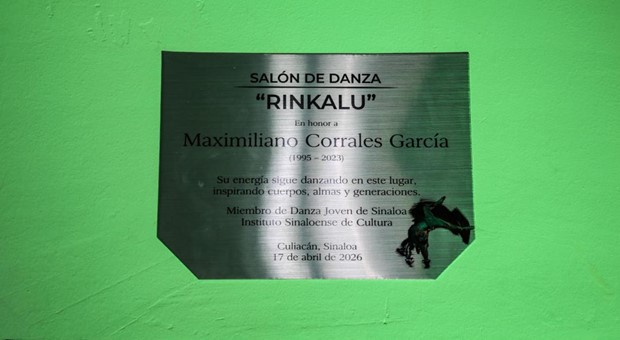 SALÓN DE DANZA
“RINKALU”
En honor a
Maximiliano Corrales García
(1995 – 2023)
Su energía sigue danzando en este lugar,
inspirando cuerpos, almas y generaciones.
Miembro de Danza Joven de Sinaloa
Instituto Sinaloense de Cultura
Culiacán, Sinaloa
17 de abril de 2026